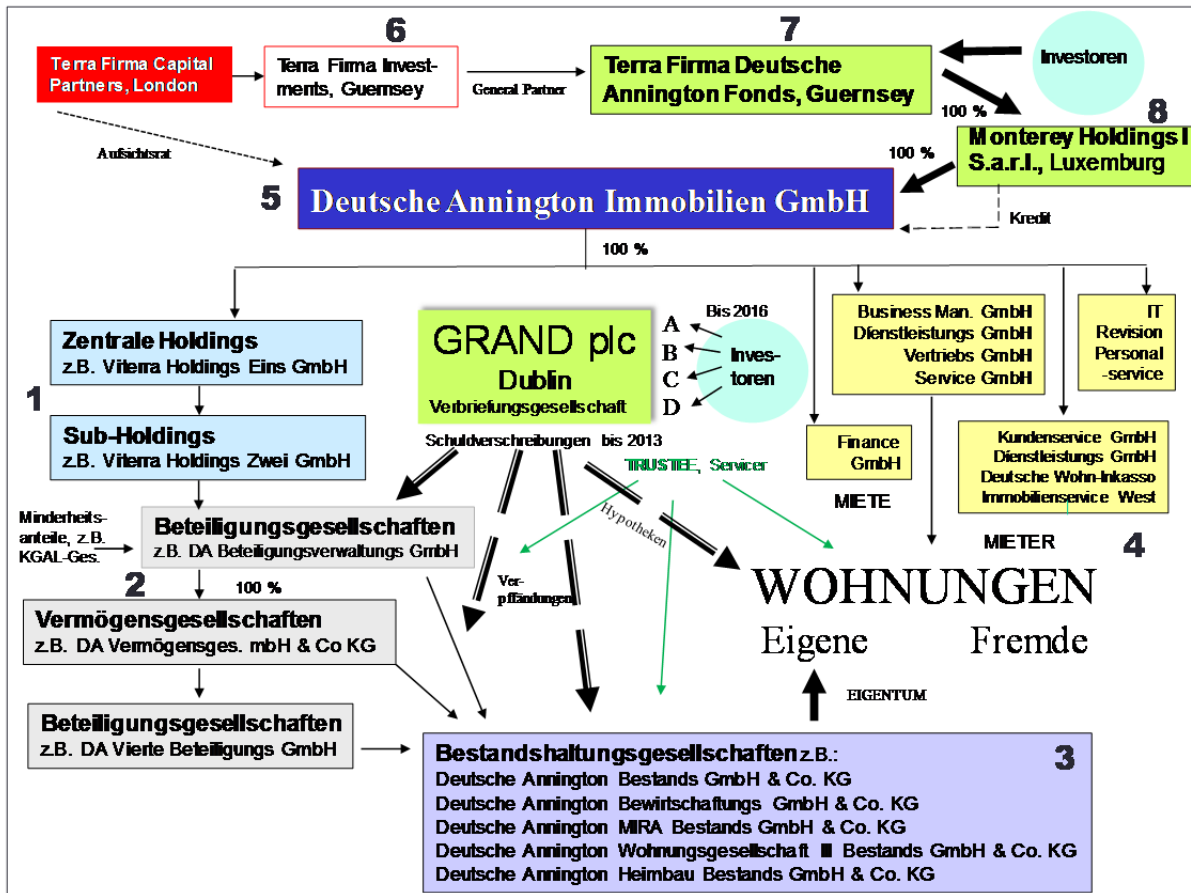 6
7
Terra Firma Capital
Partners, London
Terra Firma Invest-
ments, Guernsey
General Partner
Terra Firma Deutsche
Annington Fonds, Guernsey
Investoren
100 %
8
Monterey Holdings I
S.a.r.l., Luxemburg
Aufsichtsrat
100 %
5
Deutsche Annington Immobilien GmbH
Kredit
100 %
Zentrale Holdings
z.B. Viterra Holdings Eins GmbH
1
Sub-Holdings
z.B. Viterra Holdings Zwei GmbH
GRAND plc
Dublin
Verbriefungsgesellschaft
Schuldverschreibungen bis 2013
Bis 2016
A
B
C
D
Inves-
toren
Business Man. GmbH
Dienstleistungs GmbH
Vertriebs GmbH
Service GmbH
IT
Revision
Personal
-service
Finance
GmbH
MIETE
Kundenservice GmbH
Dienstleistungs GmbH
Deutsche Wohn-Inkasso
Immobilienservice West
4
TRUSTEE, Servicer
Hypotheken
Minderheits-
anteile, z.B.
KGAL-Ges.
Beteiligungsgesellschaften
z.B. DA Beteiligungsverwaltungs GmbH
2
100 %
Ver-
pffändungen
MIETER
WOHNUNGEN
Eigene Fremde
Vermögensgesellschaften
z.B. DA Vermögensges. mbH & Co KG
EIGENTUM
Beteiligungsgesellschaften
z.B. DA Vierte Beteiligungs GmbH
Bestandshaltungsgesellschaften z.B.:
3
Deutsche Annington Bestands GmbH & Co. KG
Deutsche Annington Bewirtschaftungs GmbH & Co. KG
Deutsche Annington MIRA Bestands GmbH & Co. KG
Deutsche Annington Wohnungsgesellschaft III Bestands GmbH & Co. KG
Deutsche Annington Heimbau Bestands GmbH & Co. KG